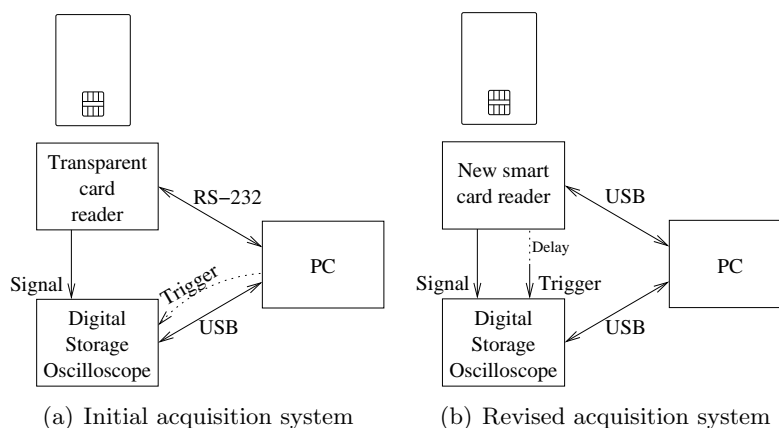 Transparent
card
reader
RS−232
PC
Signal
Trigger
USB
Digital
Storage
Oscilloscope
(a) Initial acquisition system
New smart
card reader
USB
Delay
PC
Signal
Trigger
USB
Digital
Storage
Oscilloscope
(b) Revised acquisition system